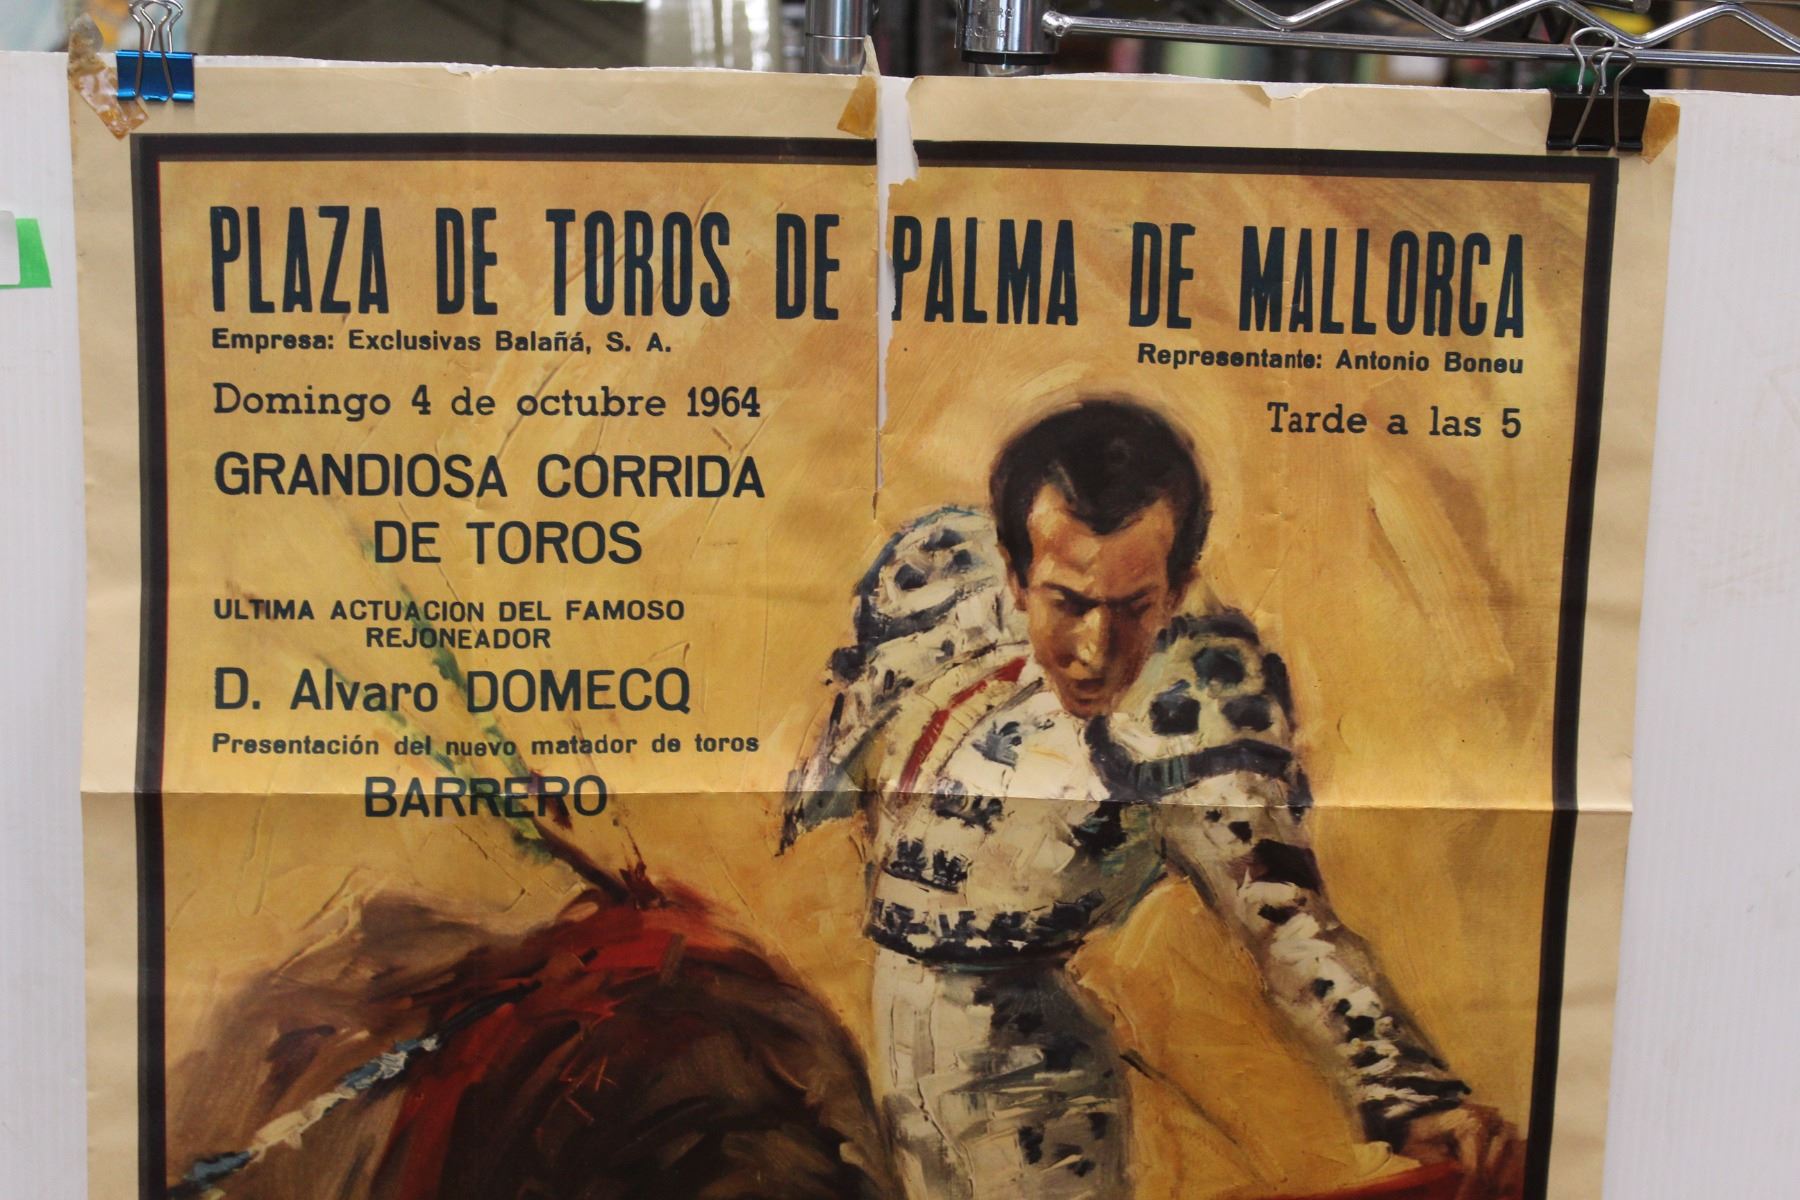 PLAZA DE TOROS DE PALMA DE MALLORCA
Empresa: Exclusivas Balañá, S. A.
Representante: Antonio Boneu
Domingo 4 de octubre 1964
Tarde a las 5
GRANDIOSA CORRIDA
DE TOROS
ULTIMA ACTUACION DEL FAMOSO
REJONEADOR
D. Alvaro DOMECQ
Presentación del nuevo matador de toros
BARRERO